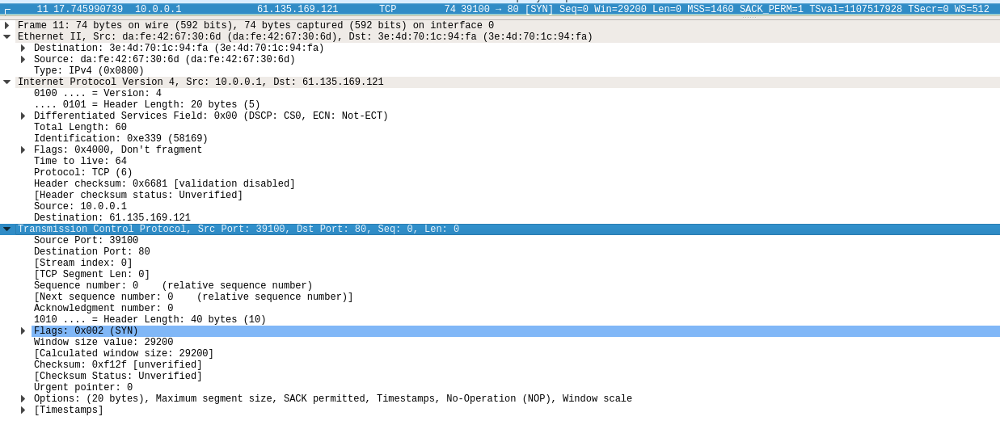 11 17.745990739 10.0.0.1 61.135.169.121 TCP 74 39100 → 80 [SYN] Seq=0 Win=29200 Len=0 MSS=1460 SACK_PERM=1 TSval=1107517928 TSecr=0 WS=512
Frame 11: 74 bytes on wire (592 bits), 74 bytes captured (592 bits) on interface 0
Ethernet II, Src: da:fe:42:67:30:6d (da:fe:42:67:30:6d), Dst: 3e:4d:70:1c:94:fa (3e:4d:70:1c:94:fa)
Destination: 3e:4d:70:1c:94:fa (3e:4d:70:1c:94:fa)
Source: da:fe:42:67:30:6d (da:fe:42:67:30:6d)
Type: IPv4 (0x0800)
Internet Protocol Version 4, Src: 10.0.0.1, Dst: 61.135.169.121
0100 .... = Version: 4
.... 0101 = Header Length: 20 bytes (5)
Differentiated Services Field: 0x00 (DSCP: CS0, ECN: Not-ECT)
Total Length: 60
Identification: 0xe339 (58169)
Flags: 0x4000, Don't fragment
Time to live: 64
Protocol: TCP (6)
Header checksum: 0x6681 [validation disabled]
[Header checksum status: Unverified]
Source: 10.0.0.1
Destination: 61.135.169.121
Transmission Control Protocol, Src Port: 39100, Dst Port: 80, Seq: 0, Len: 0
Source Port: 39100
Destination Port: 80
[Stream index: 0]
[TCP Segment Len: 0]
Sequence number: 0 (relative sequence number)
[Next sequence number: 0 (relative sequence number)]
Acknowledgment number: 0
1010 .... = Header Length: 40 bytes (10)
Flags: 0x002 (SYN)
Window size value: 29200
[Calculated window size: 29200]
Checksum: 0xf12f [unverified]
[Checksum Status: Unverified]
Urgent pointer: 0
Options: (20 bytes), Maximum segment size, SACK permitted, Timestamps, No-Operation (NOP), Window scale
[Timestamps]